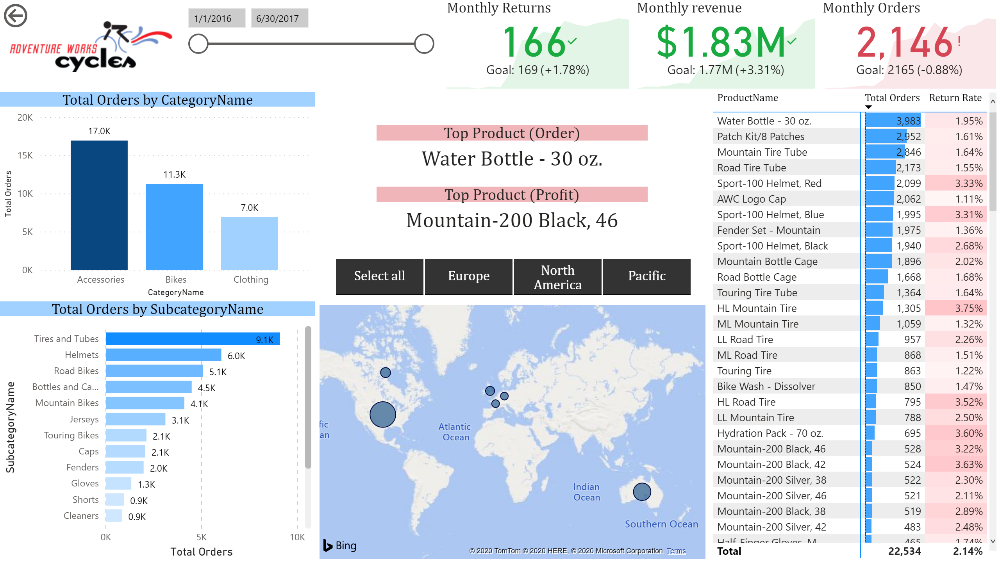 ADVENTURE WORKS
cycles
1/1/2016
6/30/2017
Monthly Returns
166
Goal: 169 (+1.78%)
Monthly revenue
$1.83M
Goal: 1.77M (+3.31%)
Monthly Orders
2,146 !
Goal: 2165 (-0.88%)
Total Orders by CategoryName
Total Orders
20K
15K
10K
5K
0K
17.0K
11.3K
7.0K
Accessories
Bikes
Clothing
CategoryName
Total Orders by SubcategoryName
SubcategoryName
Tires and Tubes 9.1K
Helmets 6.0K
Road Bikes 5.1K
Bottles and Ca... 4.5K
Mountain Bikes 4.1K
Jerseys 3.1K
Touring Bikes 2.1K
Caps 2.1K
Fenders 2.0K
Gloves 1.3K
Shorts 0.9K
Cleaners 0.9K
0K 5K 10K
Total Orders
Top Product (Order)
Water Bottle - 30 oz.
Top Product (Profit)
Mountain-200 Black, 46
Select all
Europe
North
America
Pacific
fic
an
Atlantic
Ocean
Indian
Ocean
Southern Ocean
Bing
© 2020 TomTom © 2020 HERE, © 2020 Microsoft Corporation Terms
ProductName Total Orders Return Rate
Water Bottle - 30 oz. 3,983 1.95%
Patch Kit/8 Patches 2,952 1.61%
Mountain Tire Tube 2,846 1.64%
Road Tire Tube 2,173 1.55%
Sport-100 Helmet, Red 2,099 3.33%
AWC Logo Cap 2,062 1.11%
Sport-100 Helmet, Blue 1,995 3.31%
Fender Set - Mountain 1,975 1.36%
Sport-100 Helmet, Black 1,940 2.68%
Mountain Bottle Cage 1,896 2.02%
Road Bottle Cage 1,668 1.68%
Touring Tire Tube 1,364 1.64%
HL Mountain Tire 1,305 3.75%
ML Mountain Tire 1,059 1.32%
LL Road Tire 957 2.26%
ML Road Tire 868 1.51%
Touring Tire 863 1.22%
Bike Wash - Dissolver 850 1.47%
HL Road Tire 795 3.52%
LL Mountain Tire 788 2.50%
Hydration Pack - 70 oz. 695 3.60%
Mountain-200 Black, 46 528 3.22%
Mountain-200 Black, 42 524 3.63%
Mountain-200 Silver, 38 522 2.30%
Mountain-200 Silver, 46 521 2.11%
Mountain-200 Black, 38 519 2.89%
Mountain-200 Silver, 42 483 2.48%
Half-Finger Gloves, M 465 1.74%
Total 22,534 2.14%